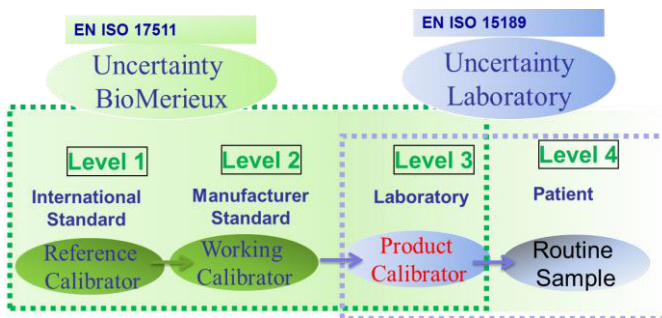 EN ISO 17511
EN ISO 15189
Uncertainty
BioMerieux
Uncertainty
Laboratory
Level 1
Level 2
Level 3
Level 4
International
Standard
Manufacturer
Standard
Laboratory
Patient
Reference
Calibrator
Working
Calibrator
Product
Calibrator
Routine
Sample